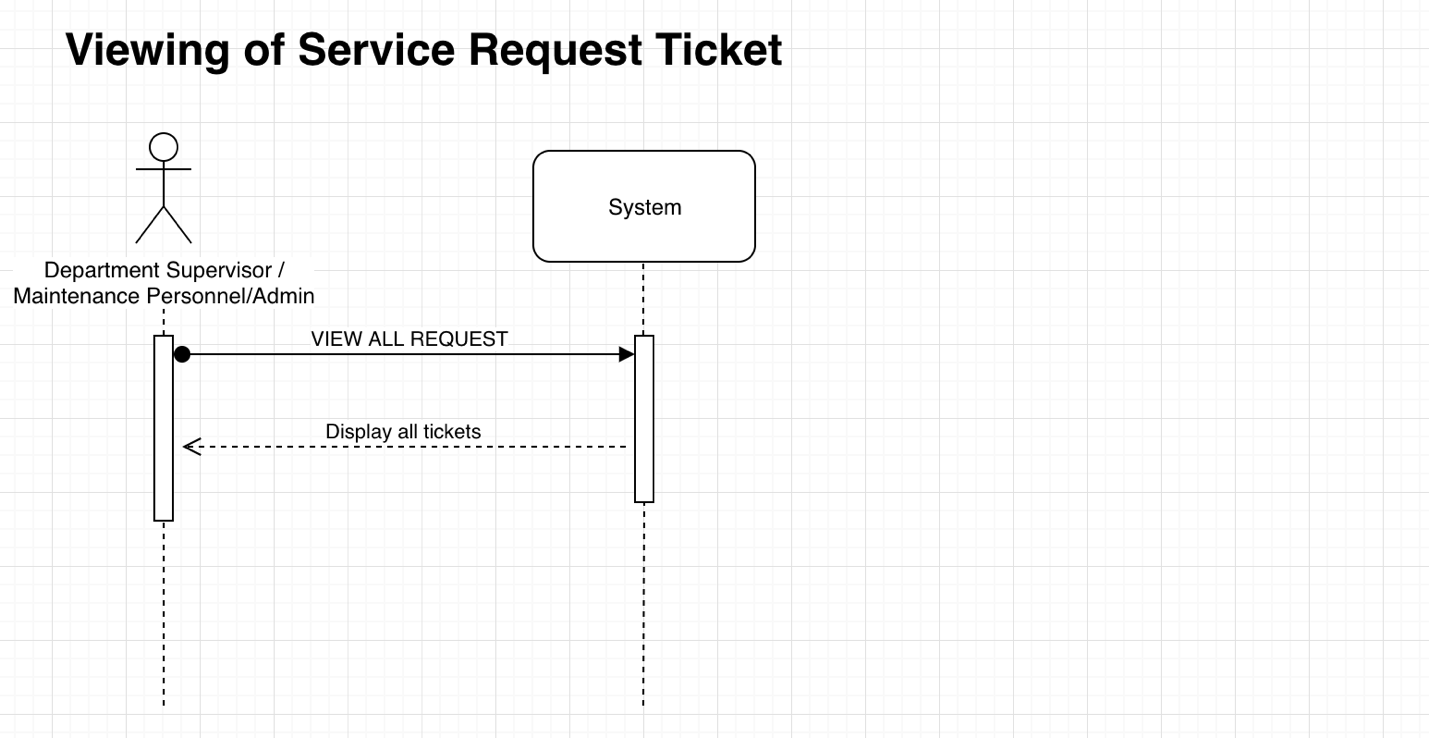 Viewing of Service Request Ticket
System
Department Supervisor /
Maintenance Personnel/Admin
VIEW ALL REQUEST
Display all tickets